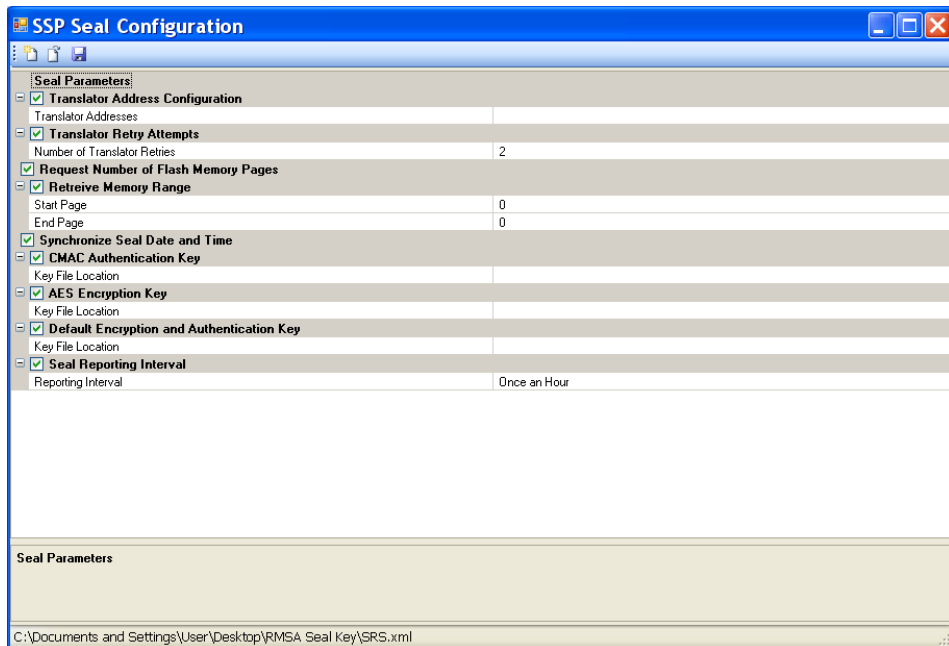 SSP Seal Configuration
Seal Parameters
Translator Address Configuration
Translator Addresses
Translator Retry Attempts
Number of Translator Retries 2
Request Number of Flash Memory Pages
Retreive Memory Range
Start Page 0
End Page 0
Synchronize Seal Date and Time
CMAC Authentication Key
Key File Location
AES Encryption Key
Key File Location
Default Encryption and Authentication Key
Key File Location
Seal Reporting Interval
Reporting Interval Once an Hour
Seal Parameters
C:\Documents and Settings\User\Desktop\RMSA Seal Key\SRS.xml